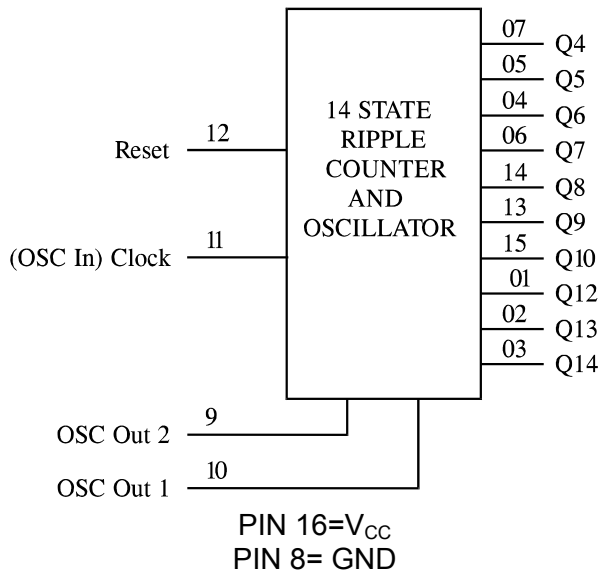 07 Q4
05 Q5
04 Q6
06 Q7
14 Q8
13 Q9
15 Q10
01 Q12
02 Q13
03 Q14
14 STATE
RIPPLE
COUNTER
AND
OSCILLATOR
Reset 12
(OSC In) Clock 11
OSC Out 2 9
OSC Out 1 10
PIN 16=VCC
PIN 8= GND